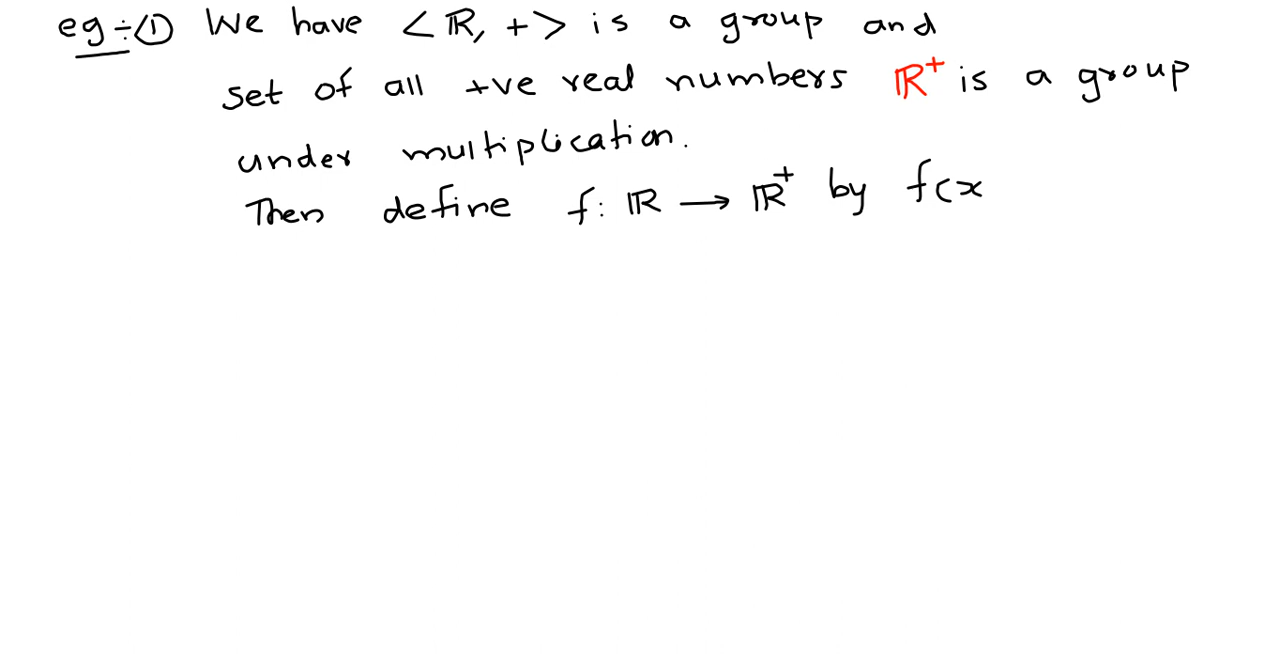 eg ÷ ① We have < ℝ, + > is a group and
set of all +ve real numbers ℝ⁺ is a group
under multiplication.
Then define f: ℝ → ℝ⁺ by f(x